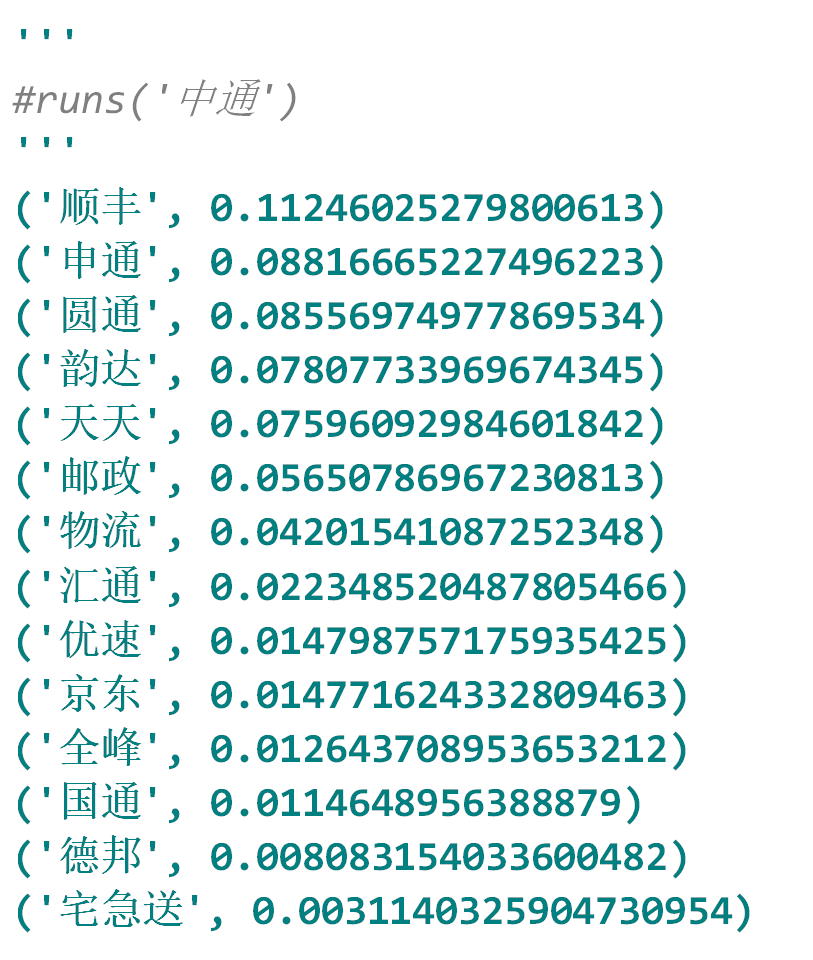 '''
#runs('中通')
'''
('顺丰', 0.11246025279800613)
('申通', 0.08816665227496223)
('圆通', 0.08556974977869534)
('韵达', 0.07807733969674345)
('天天', 0.07596092984601842)
('邮政', 0.05650786967230813)
('物流', 0.04201541087252348)
('汇通', 0.022348520487805466)
('优速', 0.014798757175935425)
('京东', 0.014771624332809463)
('全峰', 0.012643708953653212)
('国通', 0.01146489563888​79)
('德邦', 0.008083154033600482)
('宅急送', 0.0031140325904730954)